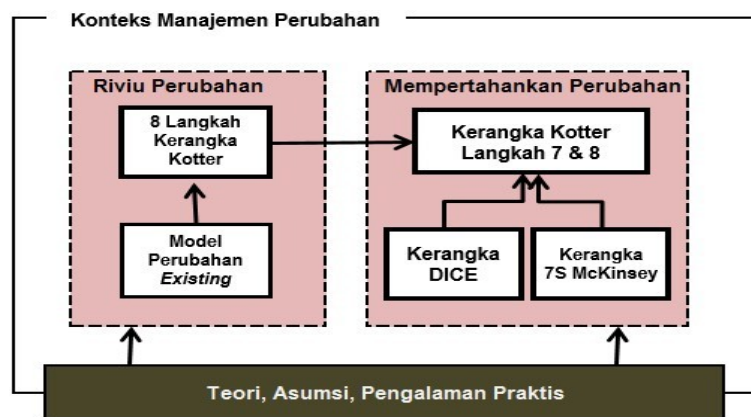 Konteks Manajemen Perubahan
Riviu Perubahan
8 Langkah
Kerangka
Kotter
Model
Perubahan
Existing
Mempertahankan Perubahan
Kerangka Kotter
Langkah 7 & 8
Kerangka
DICE
Kerangka
7S McKinsey
Teori, Asumsi, Pengalaman Praktis